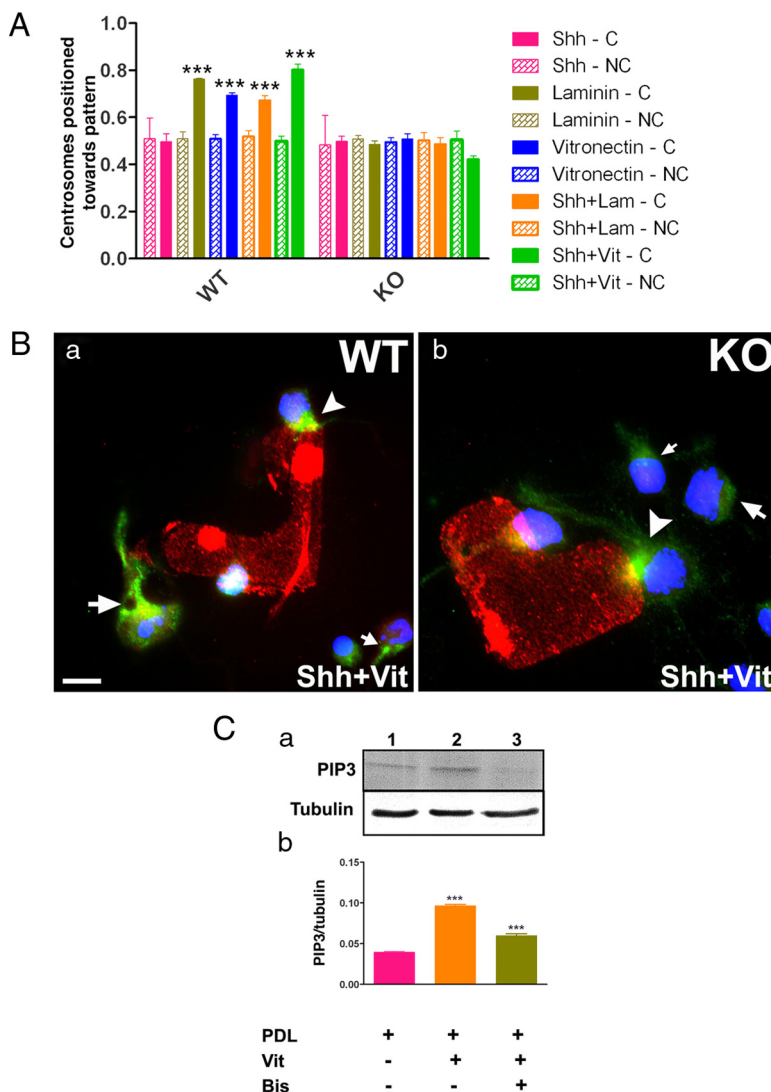 A
Centrosomes positioned
towards pattern
1.0
0.8
0.6
0.4
0.2
0.0
***
***
***
***
WT
KO
Shh - C
Shh - NC
Laminin - C
Laminin - NC
Vitronectin - C
Vitronectin - NC
Shh+Lam - C
Shh+Lam - NC
Shh+Vit - C
Shh+Vit - NC
B
a
WT
Shh+Vit
b
KO
Shh+Vit
C
a
1 2 3
PIP3
Tubulin
b
PIP3/tubulin
0.15
0.10
0.05
0.00
***
***
PDL + + +
Vit - + +
Bis - - +